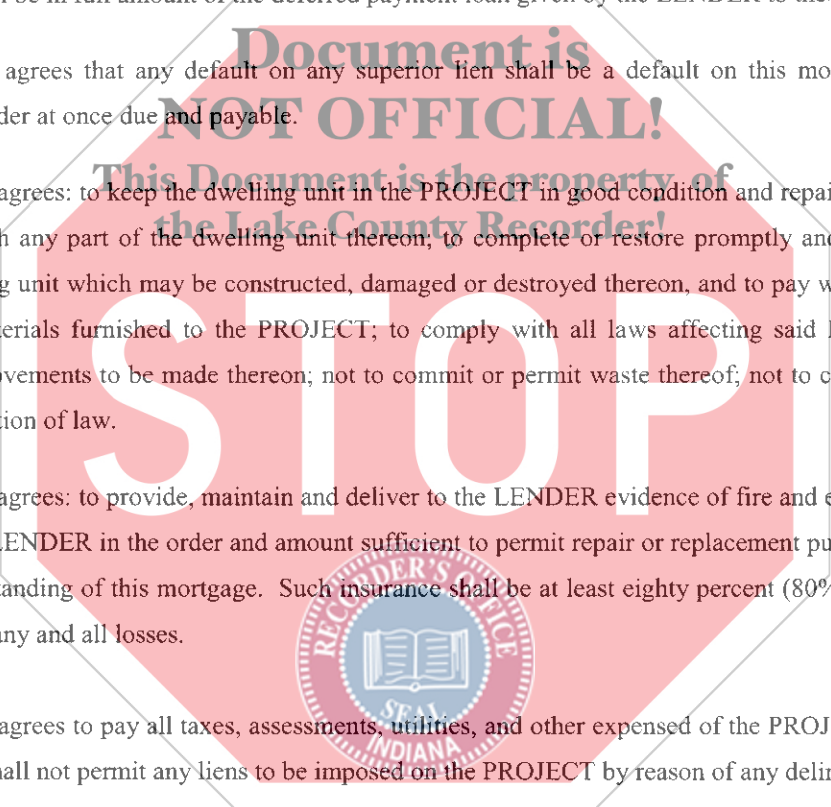 be in full amount of the deferred payment loan given by the LENDER to
Document is
agrees that any default on any superior lien shall be a default on this mo
NOT OFFICIAL!
der at once due and payable.
This Document is the property of
agrees: to keep the dwelling unit in the PROJECT in good condition and repai
the Lake County Recorder!
h any part of the dwelling unit thereon; to complete or restore promptly and
g unit which may be constructed, damaged or destroyed thereon, and to pay w
terials furnished to the PROJECT; to comply with all laws affecting said
STOP
ovements to be made thereon; not to commit or permit waste thereof; not to c
tion of law.
agrees: to provide, maintain and deliver to the LENDER evidence of fire and e
LENDER in the order and amount sufficient to permit repair or replacement pu
tanding of this mortgage. Such insurance shall be at least eighty percent (80%
any and all losses.
RECORDER'S OFFICE
SEAL
INDIANA
agrees to pay all taxes, assessments, utilities, and other expensed of the PROJ
hall not permit any liens to be imposed on the PROJECT by reason of any delin